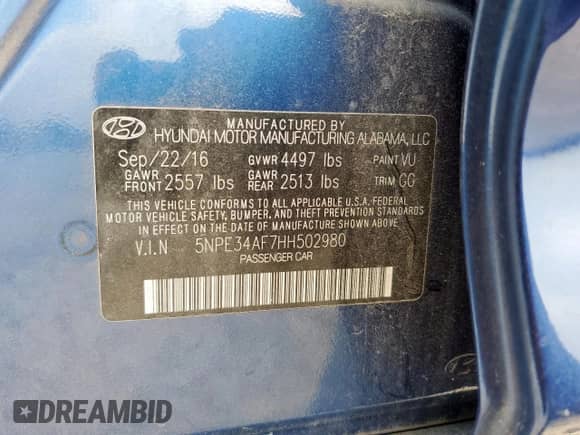 MANUFACTURED BY
HYUNDAI MOTOR MANUFACTURING ALABAMA, LLC
Sep/22/16 GVWR 4497 lbs PAINT VU
GAWR FRONT 2557 lbs GAWR REAR 2513 lbs TRIM GG
THIS VEHICLE CONFORMS TO ALL APPLICABLE U.S.A. FEDERAL
MOTOR VEHICLE SAFETY, BUMPER, AND THEFT PREVENTION STANDARDS
IN EFFECT ON THE DATE OF MANUFACTURE SHOWN ABOVE.
V.I.N 5NPE34AF7HH502980
PASSENGER CAR
DREAMBID